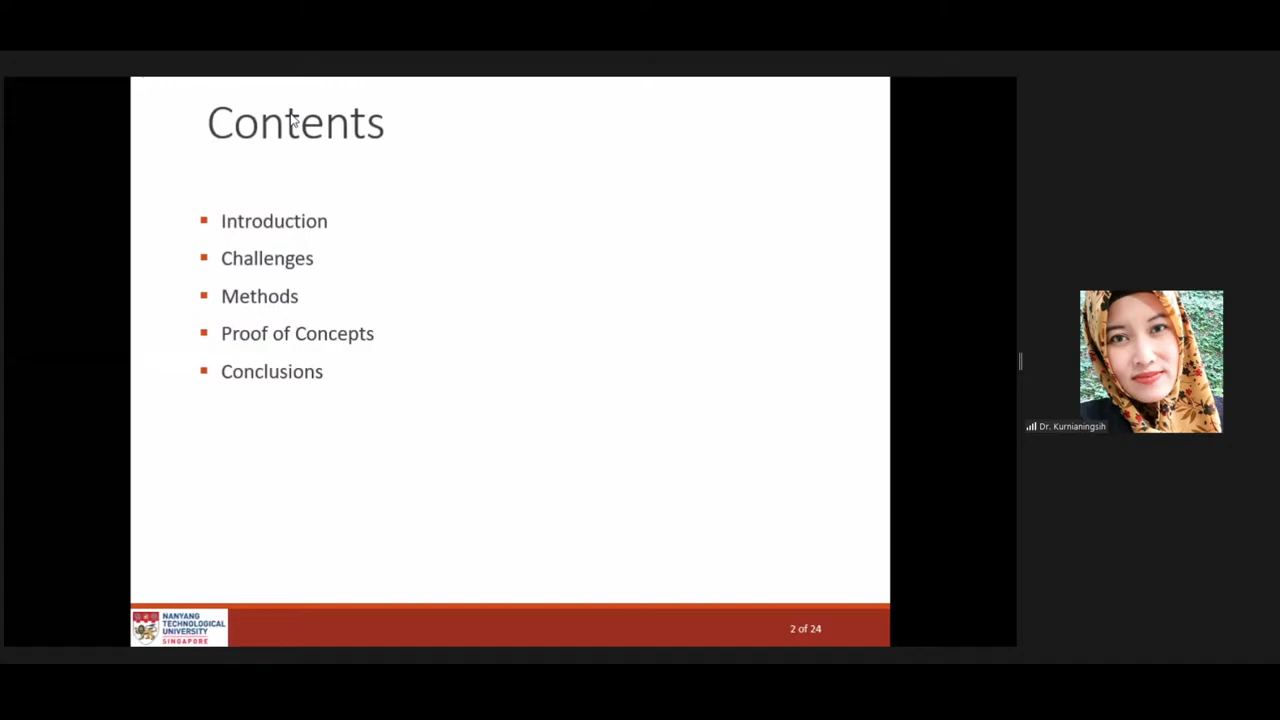 Contents
Introduction
Challenges
Methods
Proof of Concepts
Conclusions
Dr. Kurnianingsih
NANYANG
TECHNOLOGICAL
UNIVERSITY
SINGAPORE
2 of 24